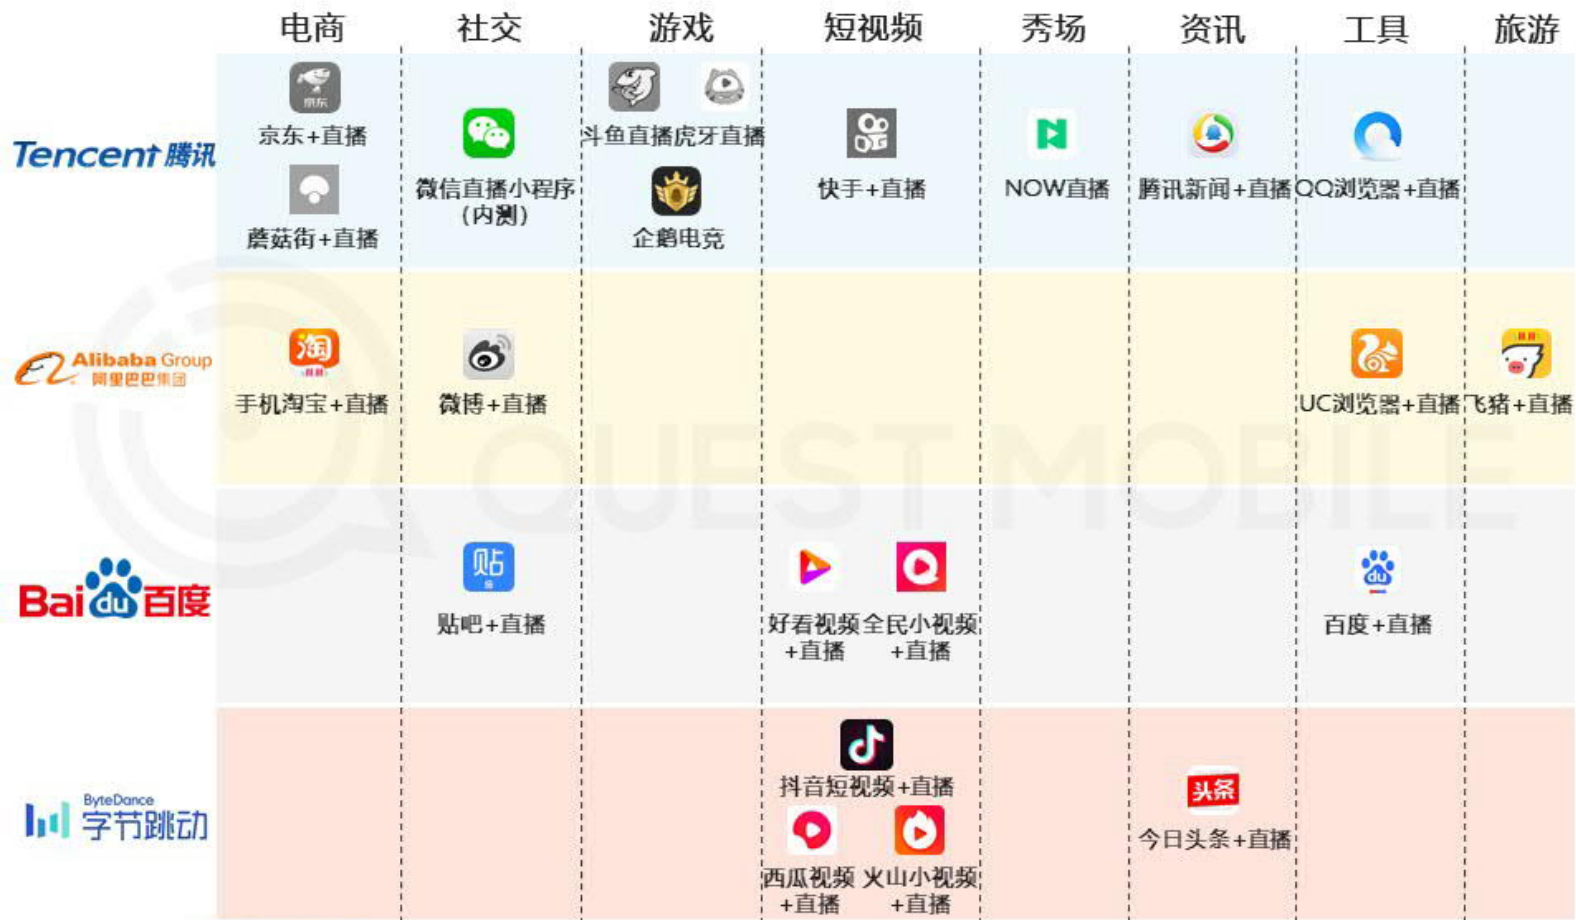 电商 社交 游戏 短视频 秀场 资讯 工具 旅游
Tencent 腾讯
京东
京东+直播
蘑菇街+直播
微信直播小程序
(内测)
斗鱼直播 虎牙直播
企鹅电竞
快手+直播
NOW直播
腾讯新闻+直播
QQ浏览器+直播
Alibaba Group
阿里巴巴集团
淘
手机淘宝+直播
微博+直播
UC浏览器+直播
飞猪+直播
QUEST MOBILE
Bai du 百度
贴
贴吧+直播
好看视频
+直播
全民小视频
+直播
du
百度+直播
ByteDance
字节跳动
抖音短视频+直播
西瓜视频
+直播
火山小视频
+直播
头条
今日头条+直播